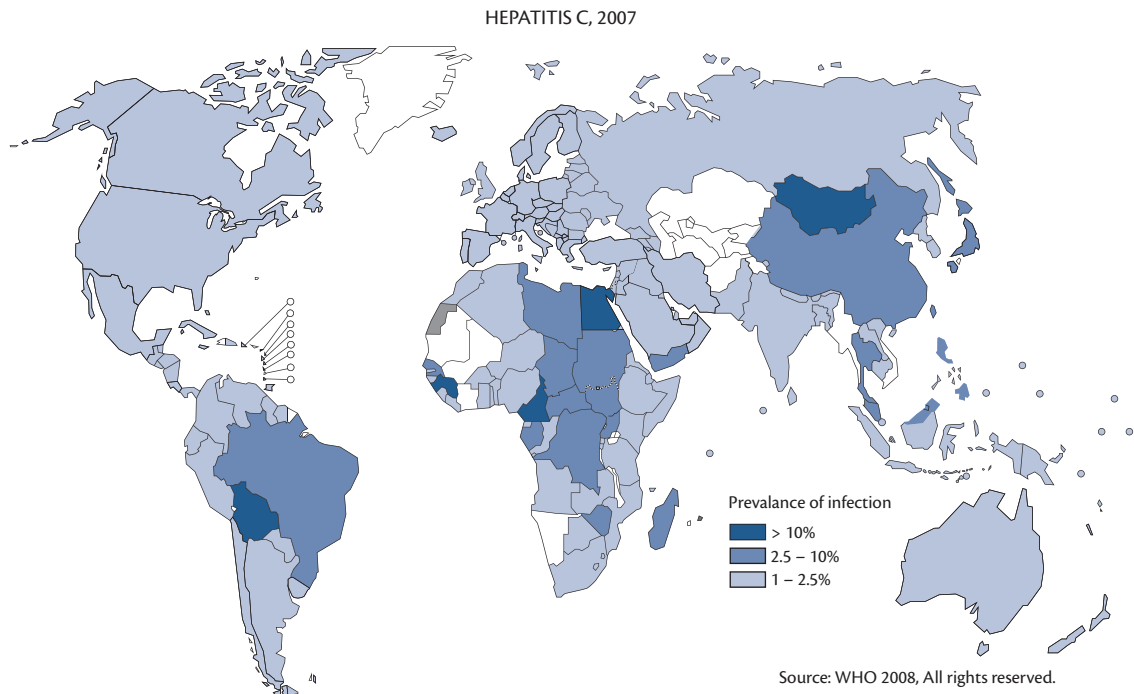 HEPATITIS C, 2007
Prevalance of infection
> 10%
2.5 – 10%
1 – 2.5%
Source: WHO 2008, All rights reserved.